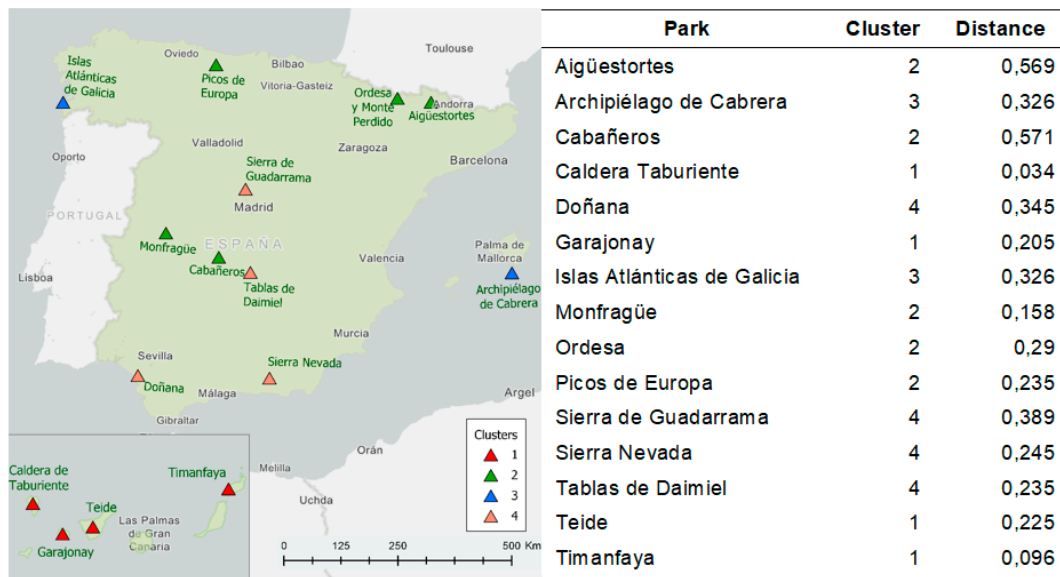 Toulouse
Islas
Atlánticas
de Galicia
Oviedo
Bilbao
Picos de
Europa
Vitoria-Gasteiz
Ordesa
y Monte
Perdido
Andorra
Aigüestortes
Oporto
Valladolid
Zaragoza
Barcelona
Sierra de
Guadarrama
Madrid
PORTUGAL
ESPAÑA
Monfragüe
Cabañeros
Tablas de
Daimiel
Valencia
Palma de
Mallorca
Archipiélago
de Cabrera
Lisboa
Murcia
Sevilla
Sierra Nevada
Doñana
Málaga
Gibraltar
Argel
Orán
Melilla
Uchda
Caldera de
Taburiente
Timanfaya
Teide
Garajonay
Las Palmas
de Gran
Canaria
Clusters
1
2
3
4
0 125 250 500 Km
Park Cluster Distance
Aigüestortes 2 0,569
Archipiélago de Cabrera 3 0,326
Cabañeros 2 0,571
Caldera Taburiente 1 0,034
Doñana 4 0,345
Garajonay 1 0,205
Islas Atlánticas de Galicia 3 0,326
Monfragüe 2 0,158
Ordesa 2 0,29
Picos de Europa 2 0,235
Sierra de Guadarrama 4 0,389
Sierra Nevada 4 0,245
Tablas de Daimiel 4 0,235
Teide 1 0,225
Timanfaya 1 0,096